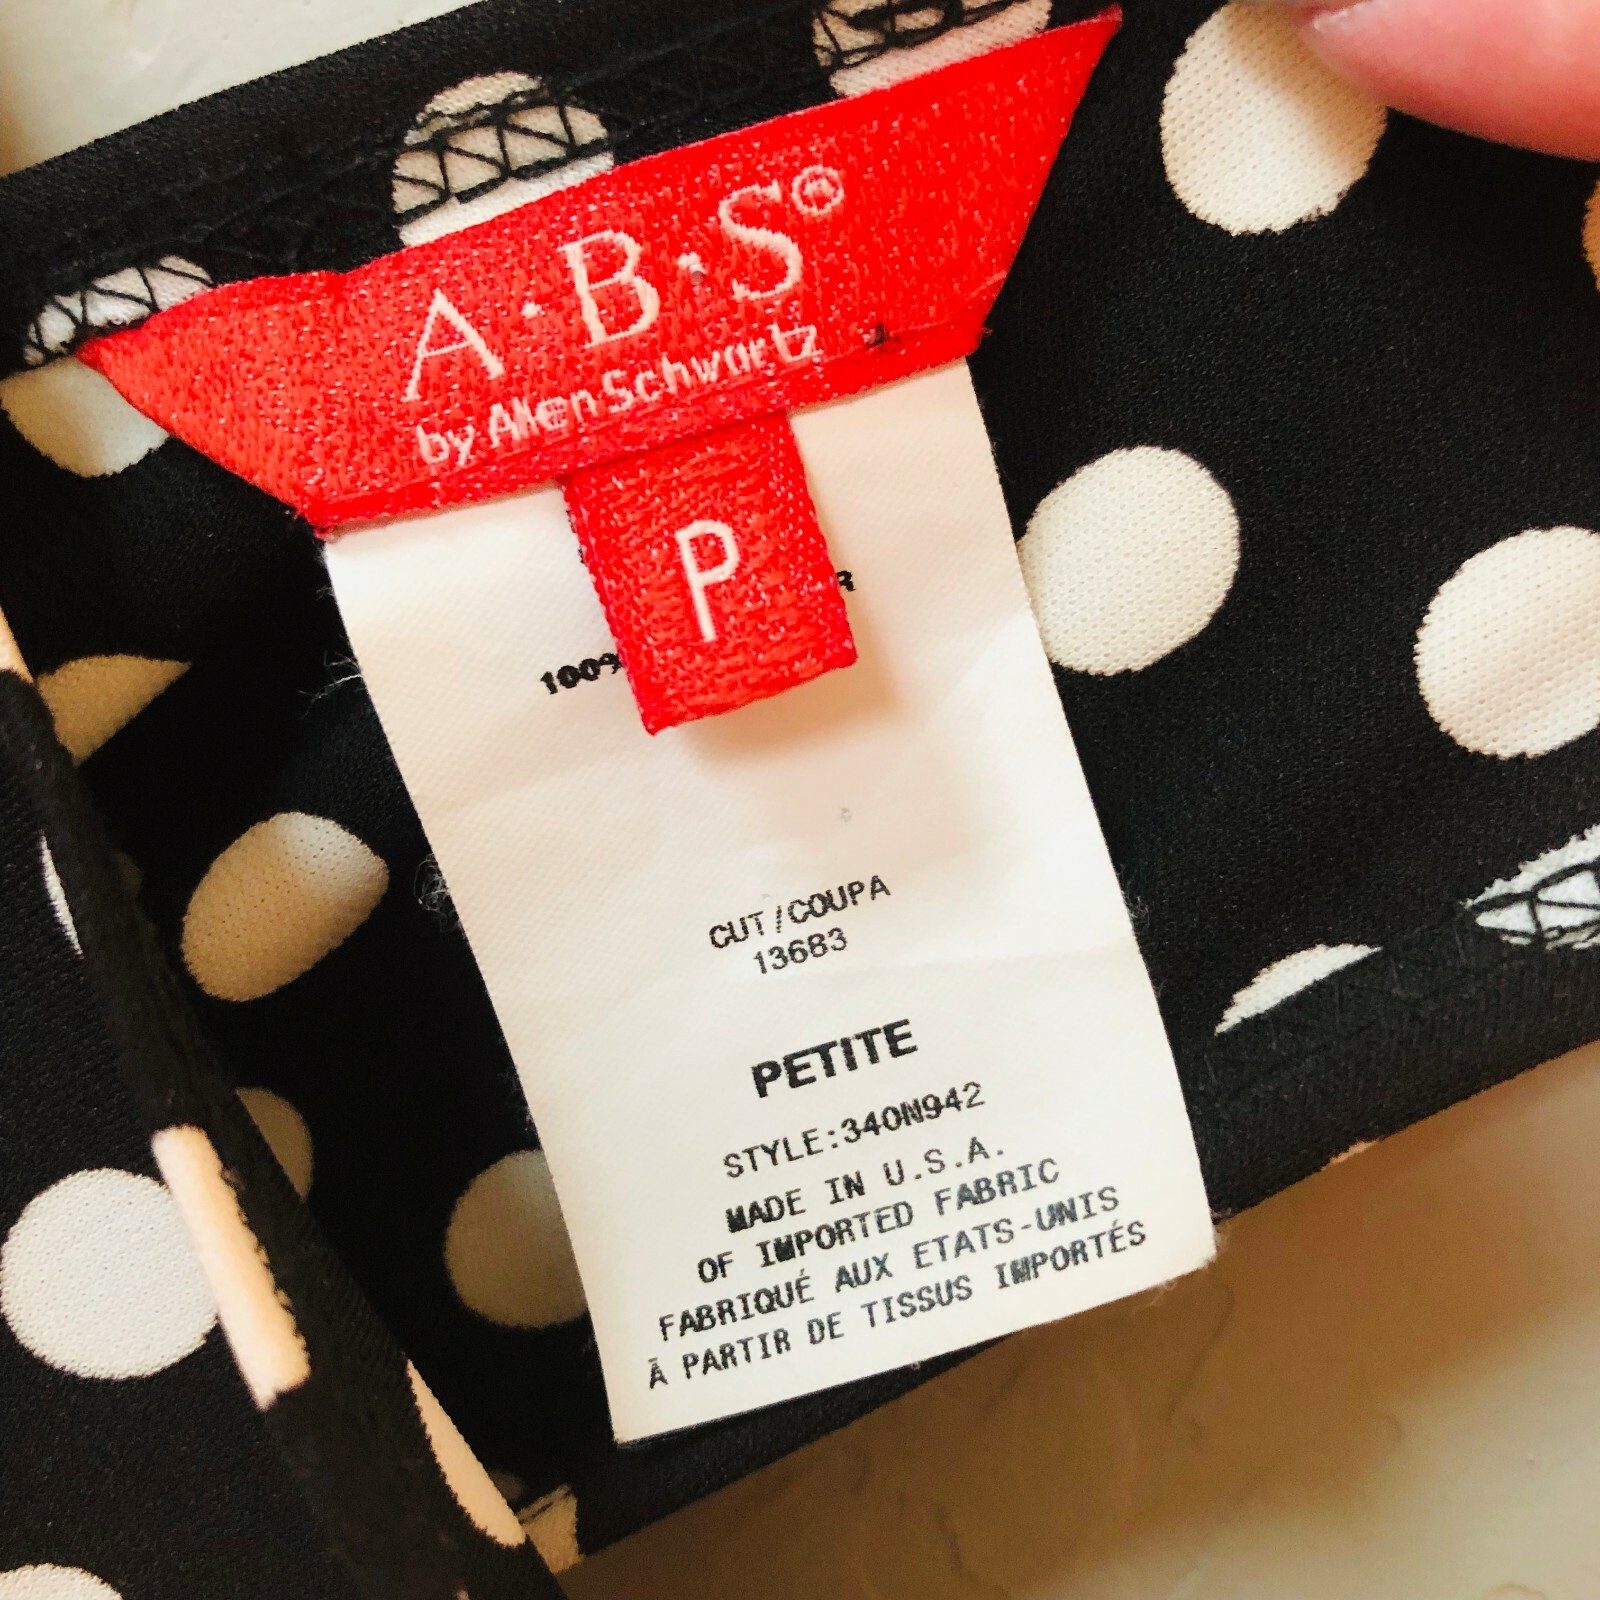 A·B·S®
by Allen Schwartz
P
100%
CUT/COUPA
13683
PETITE
STYLE:340N942
MADE IN U.S.A.
OF IMPORTED FABRIC
FABRIQUÉ AUX ETATS-UNIS
À PARTIR DE TISSUS IMPORTÉS